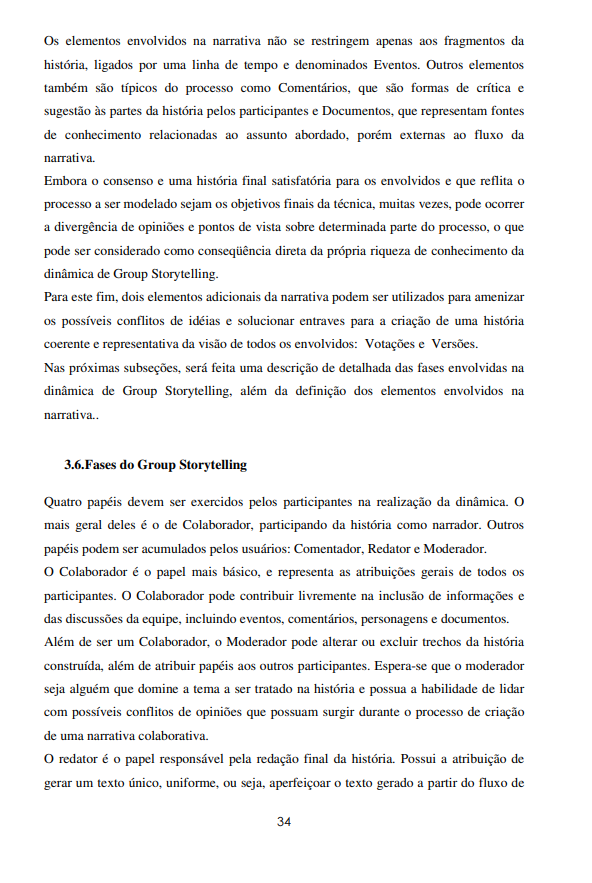 Os elementos envolvidos na narrativa não se restringem apenas aos fragmentos da
história, ligados por uma linha de tempo e denominados Eventos. Outros elementos
também são típicos do processo como Comentários, que são formas de crítica e
sugestão às partes da história pelos participantes e Documentos, que representam fontes
de conhecimento relacionadas ao assunto abordado, porém externas ao fluxo da
narrativa.
Embora o consenso e uma história final satisfatória para os envolvidos e que reflita o
processo a ser modelado sejam os objetivos finais da técnica, muitas vezes, pode ocorrer
a divergência de opiniões e pontos de vista sobre determinada parte do processo, o que
pode ser considerado como conseqüência direta da própria riqueza de conhecimento da
dinâmica de Group Storytelling.
Para este fim, dois elementos adicionais da narrativa podem ser utilizados para amenizar
os possíveis conflitos de idéias e solucionar entraves para a criação de uma história
coerente e representativa da visão de todos os envolvidos:  Votações e  Versões.
Nas próximas subseções, será feita uma descrição de detalhada das fases envolvidas na
dinâmica de Group Storytelling, além da definição dos elementos envolvidos na
narrativa..
3.6.Fases do Group Storytelling
Quatro papéis devem ser exercidos pelos participantes na realização da dinâmica. O
mais geral deles é o de Colaborador, participando da história como narrador. Outros
papéis podem ser acumulados pelos usuários: Comentador, Redator e Moderador.
O Colaborador é o papel mais básico, e representa as atribuições gerais de todos os
participantes. O Colaborador pode contribuir livremente na inclusão de informações e
das discussões da equipe, incluindo eventos, comentários, personagens e documentos.
Além de ser um Colaborador, o Moderador pode alterar ou excluir trechos da história
construída, além de atribuir papéis aos outros participantes. Espera-se que o moderador
seja alguém que domine a tema a ser tratado na história e possua a habilidade de lidar
com possíveis conflitos de opiniões que possuam surgir durante o processo de criação
de uma narrativa colaborativa.
O redator é o papel responsável pela redação final da história. Possui a atribuição de
gerar um texto único, uniforme, ou seja, aperfeiçoar o texto gerado a partir do fluxo de
34